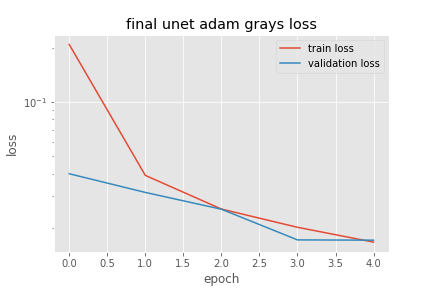 final unet adam grays loss
train loss
validation loss
10⁻¹
loss
0.0 0.5 1.0 1.5 2.0 2.5 3.0 3.5 4.0
epoch